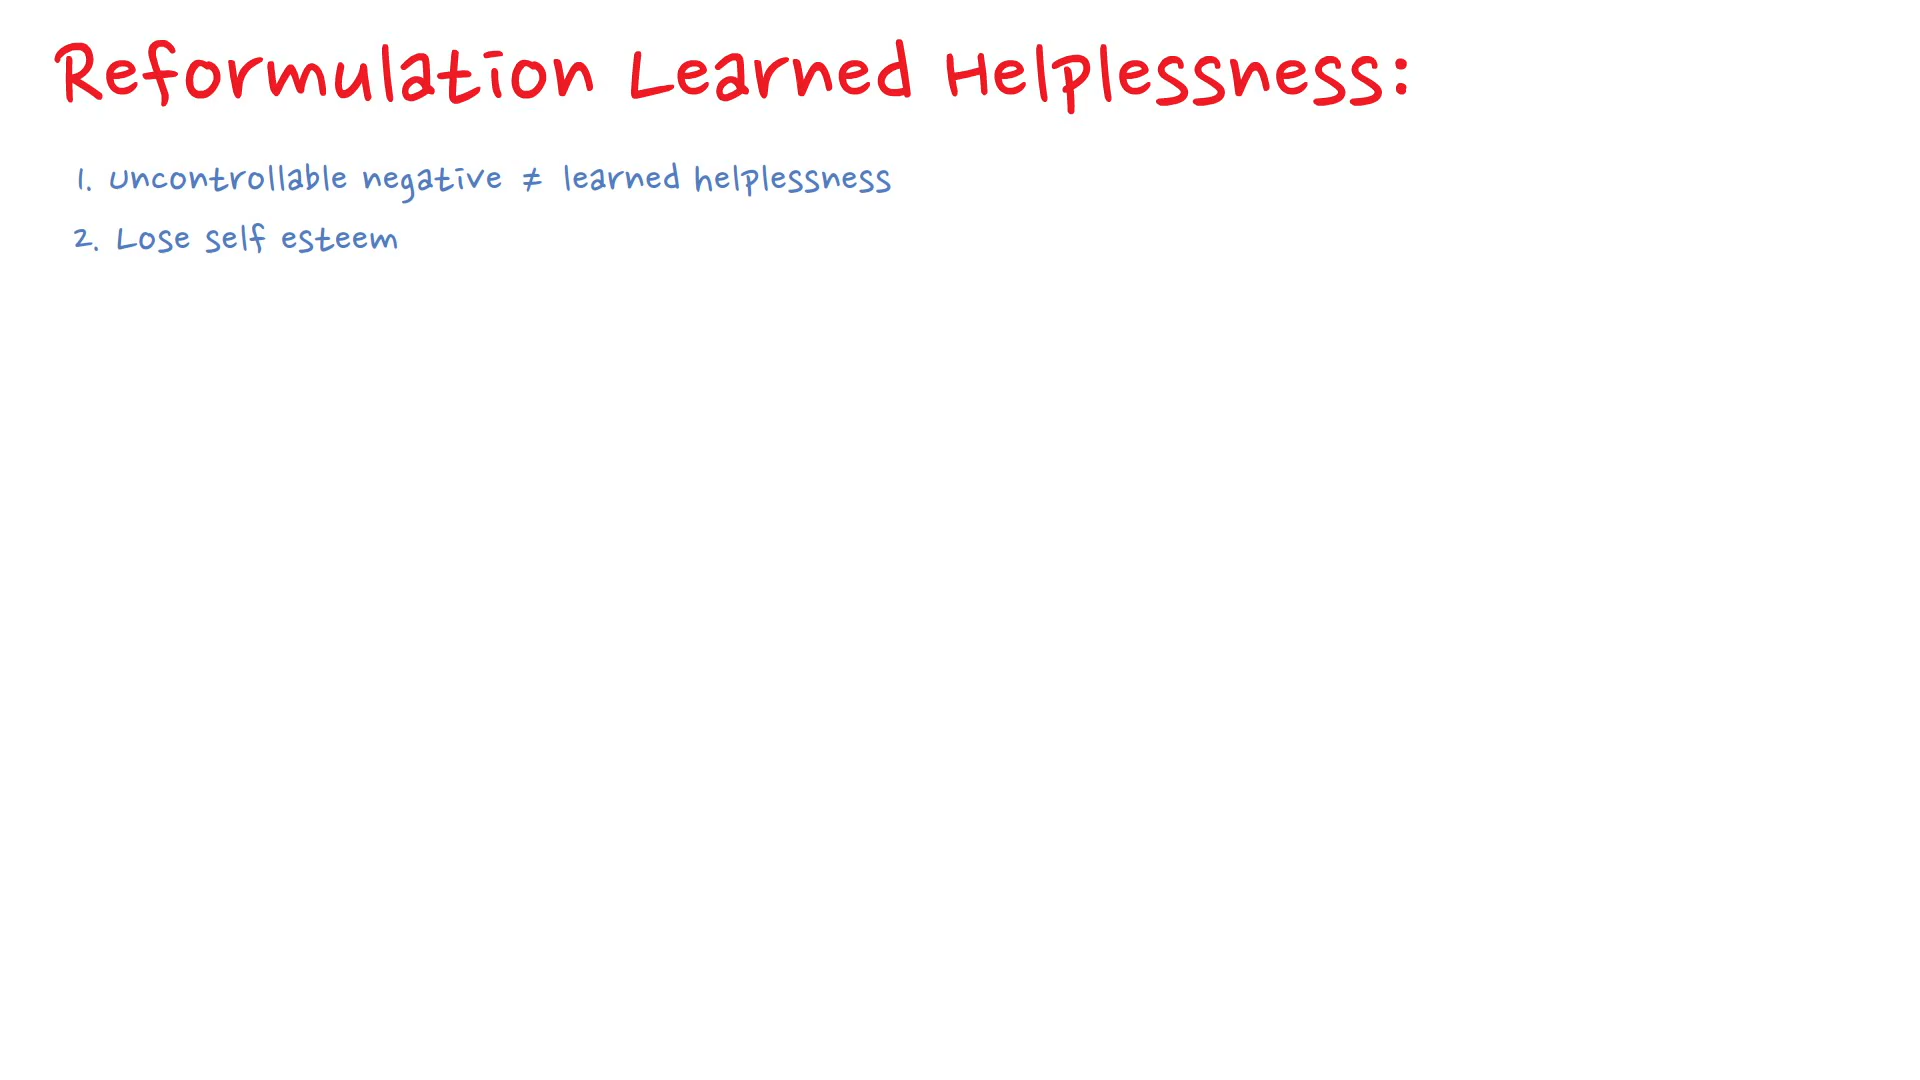 Reformulation Learned Helplessness:
1. Uncontrollable negative ≠ learned helplessness
2. Lose self esteem